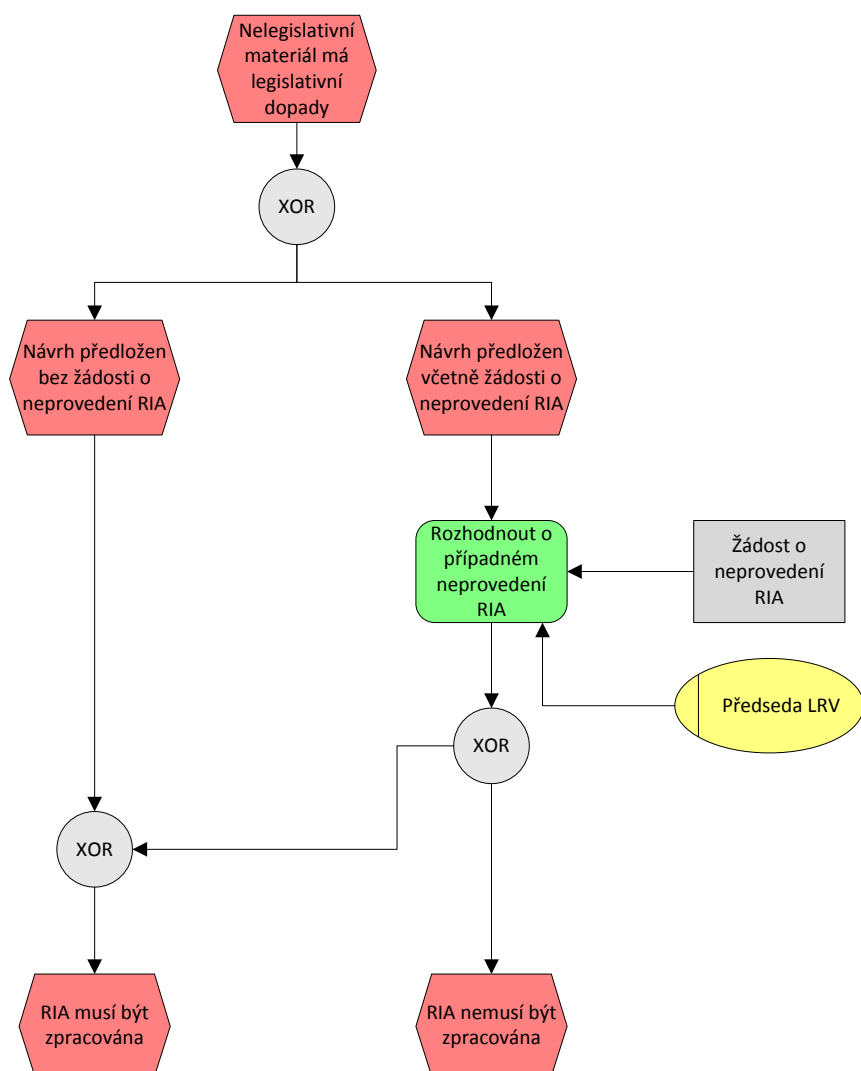 Nelegislativní
materiál má
legislativní
dopady
XOR
Návrh předložen
bez žádosti o
neprovedení RIA
Návrh předložen
včetně žádosti o
neprovedení RIA
Rozhodnout o
případném
neprovedení
RIA
Žádost o
neprovedení
RIA
Předseda LRV
XOR
XOR
RIA musí být
zpracována
RIA nemusí být
zpracována